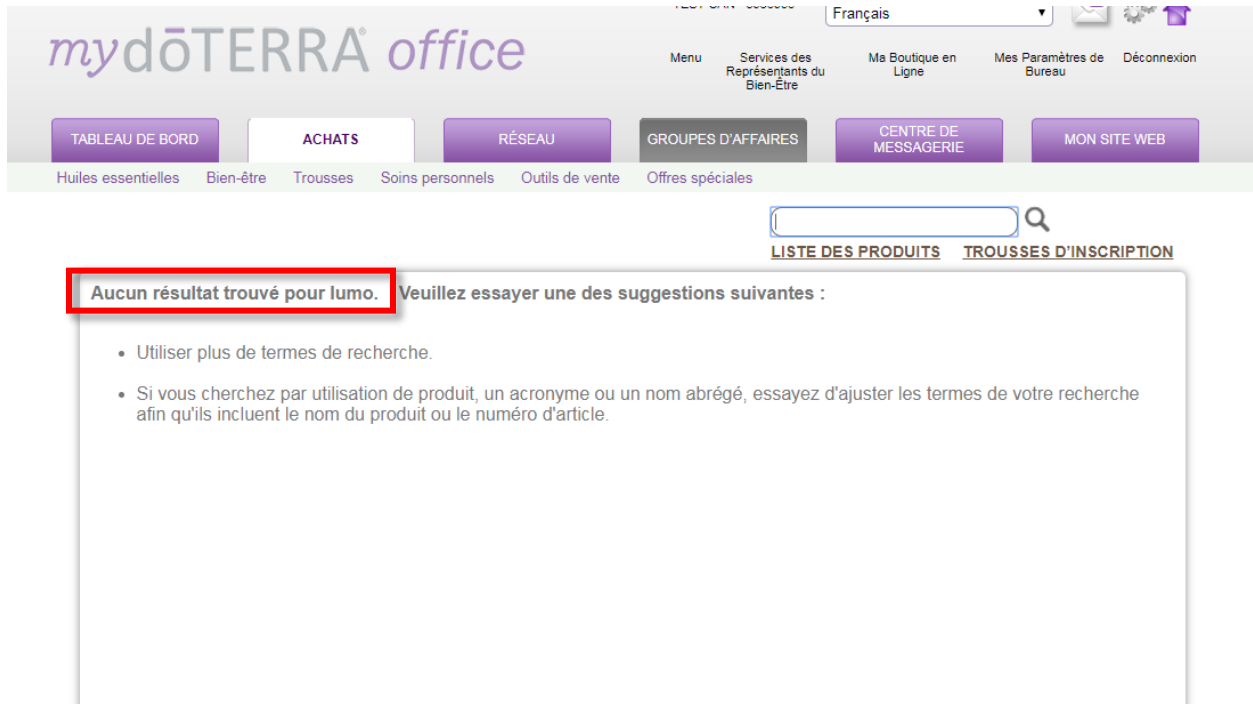 Français
mydōTERRA office
Menu
Services des
Représentants du
Bien-Être
Ma Boutique en
Ligne
Mes Paramètres de
Bureau
Déconnexion
TABLEAU DE BORD
ACHATS
RÉSEAU
GROUPES D'AFFAIRES
CENTRE DE
MESSAGERIE
MON SITE WEB
Huiles essentielles Bien-être Trousses Soins personnels Outils de vente Offres spéciales
LISTE DES PRODUITS TROUSSES D'INSCRIPTION
Aucun résultat trouvé pour lumo. Veuillez essayer une des suggestions suivantes :
• Utiliser plus de termes de recherche.
• Si vous cherchez par utilisation de produit, un acronyme ou un nom abrégé, essayez d'ajuster les termes de votre recherche
afin qu'ils incluent le nom du produit ou le numéro d'article.